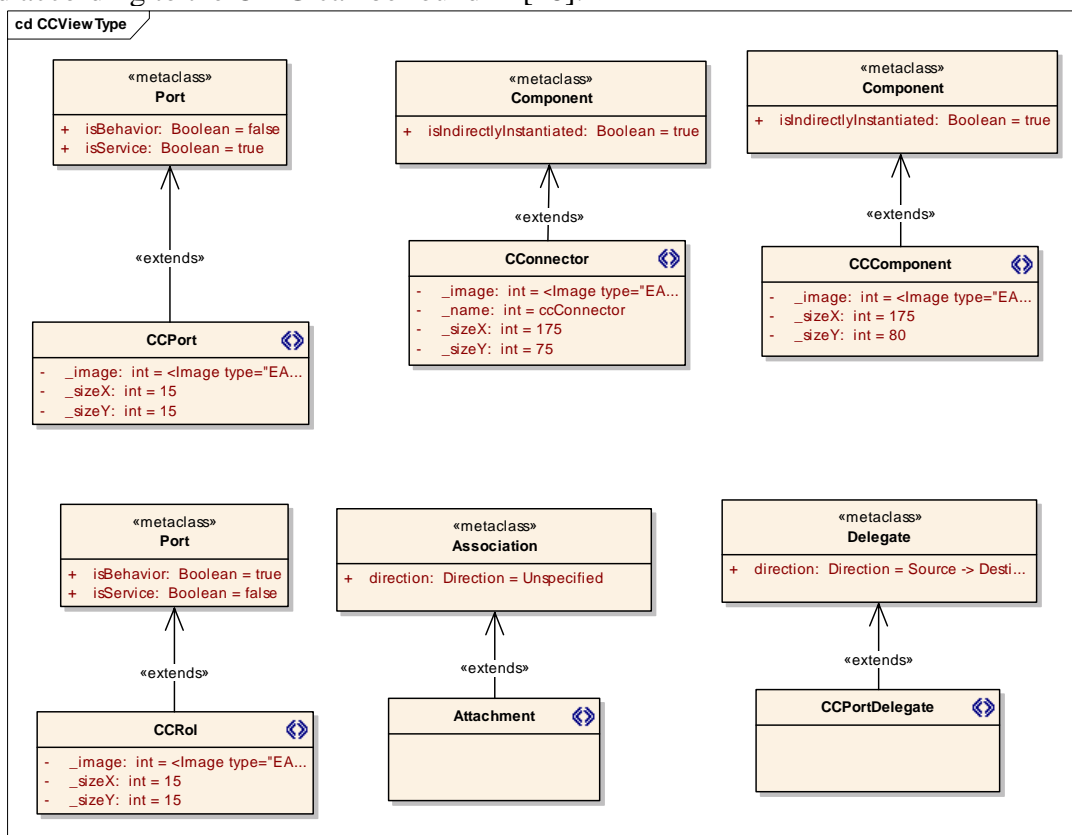 cd CCViewType
«metaclass»
Port
+ isBehavior: Boolean = false
+ isService: Boolean = true
«extends»
CCPort
- _image: int = <Image type="EA...
- _sizeX: int = 15
- _sizeY: int = 15
«metaclass»
Component
+ isIndirectlyInstantiated: Boolean = true
«extends»
CConnector
- _image: int = <Image type="EA...
- _name: int = ccConnector
- _sizeX: int = 175
- _sizeY: int = 75
«metaclass»
Component
+ isIndirectlyInstantiated: Boolean = true
«extends»
CCComponent
- _image: int = <Image type="EA...
- _sizeX: int = 175
- _sizeY: int = 80
«metaclass»
Port
+ isBehavior: Boolean = true
+ isService: Boolean = false
«extends»
CCRol
- _image: int = <Image type="EA...
- _sizeX: int = 15
- _sizeY: int = 15
«metaclass»
Association
+ direction: Direction = Unspecified
«extends»
Attachment
«metaclass»
Delegate
+ direction: Direction = Source -> Desti...
«extends»
CCPortDelegate